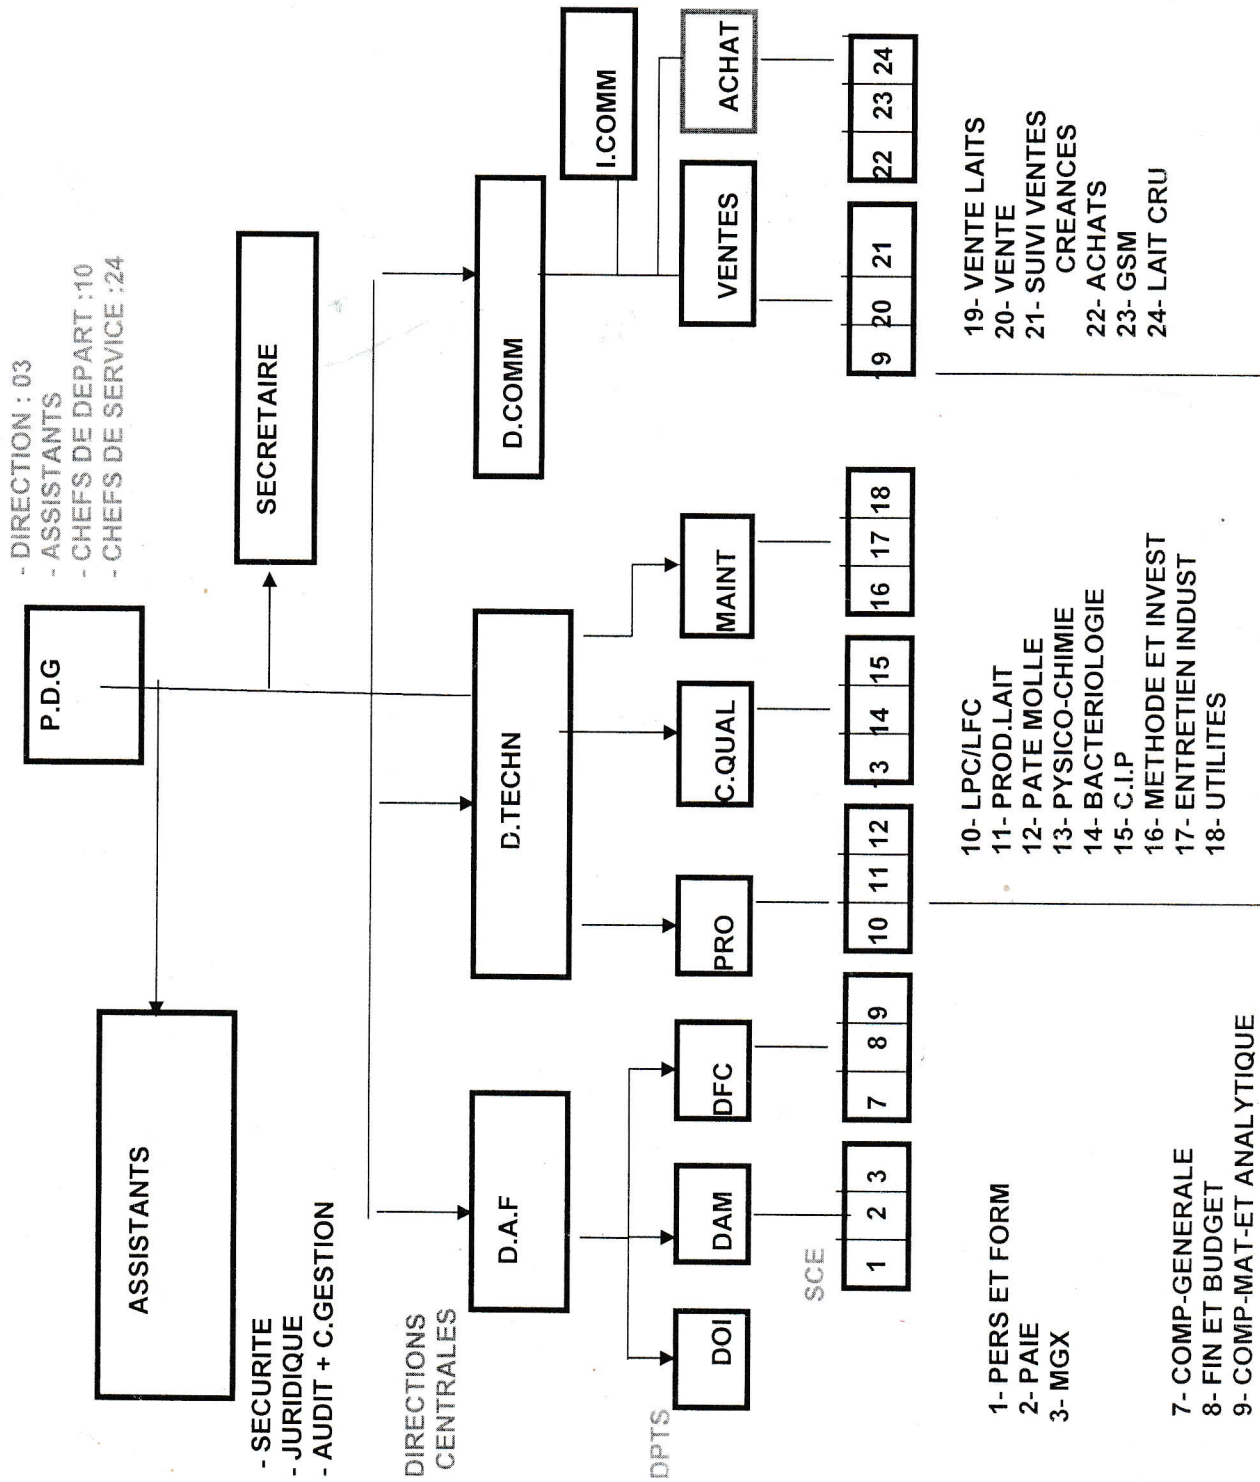 - DIRECTION : 03
- ASSISTANTS
- CHEFS DE DEPART :10
- CHEFS DE SERVICE :24
P.D.G
SECRETAIRE
ASSISTANTS
- SECURITE
- JURIDIQUE
- AUDIT + C.GESTION
DIRECTIONS
CENTRALES
D.A.F
D.TECHN
D.COMM
I.COMM
DPTS
DOI
DAM
DFC
PRO
C.QUAL
MAINT
VENTES
ACHAT
SCE
1 2 3
7 8 9
10 11 12
13 14 15
16 17 18
19 20 21
22 23 24
1- PERS ET FORM
2- PAIE
3- MGX
7- COMP-GENERALE
8- FIN ET BUDGET
9- COMP-MAT-ET ANALYTIQUE
10- LPC/LFC
11- PROD.LAIT
12- PATE MOLLE
13- PYSICO-CHIMIE
14- BACTERIOLOGIE
15- C.I.P
16- METHODE ET INVEST
17- ENTRETIEN INDUST
18- UTILITES
19- VENTE LAITS
20- VENTE
21- SUIVI VENTES
CREANCES
22- ACHATS
23- GSM
24- LAIT CRU